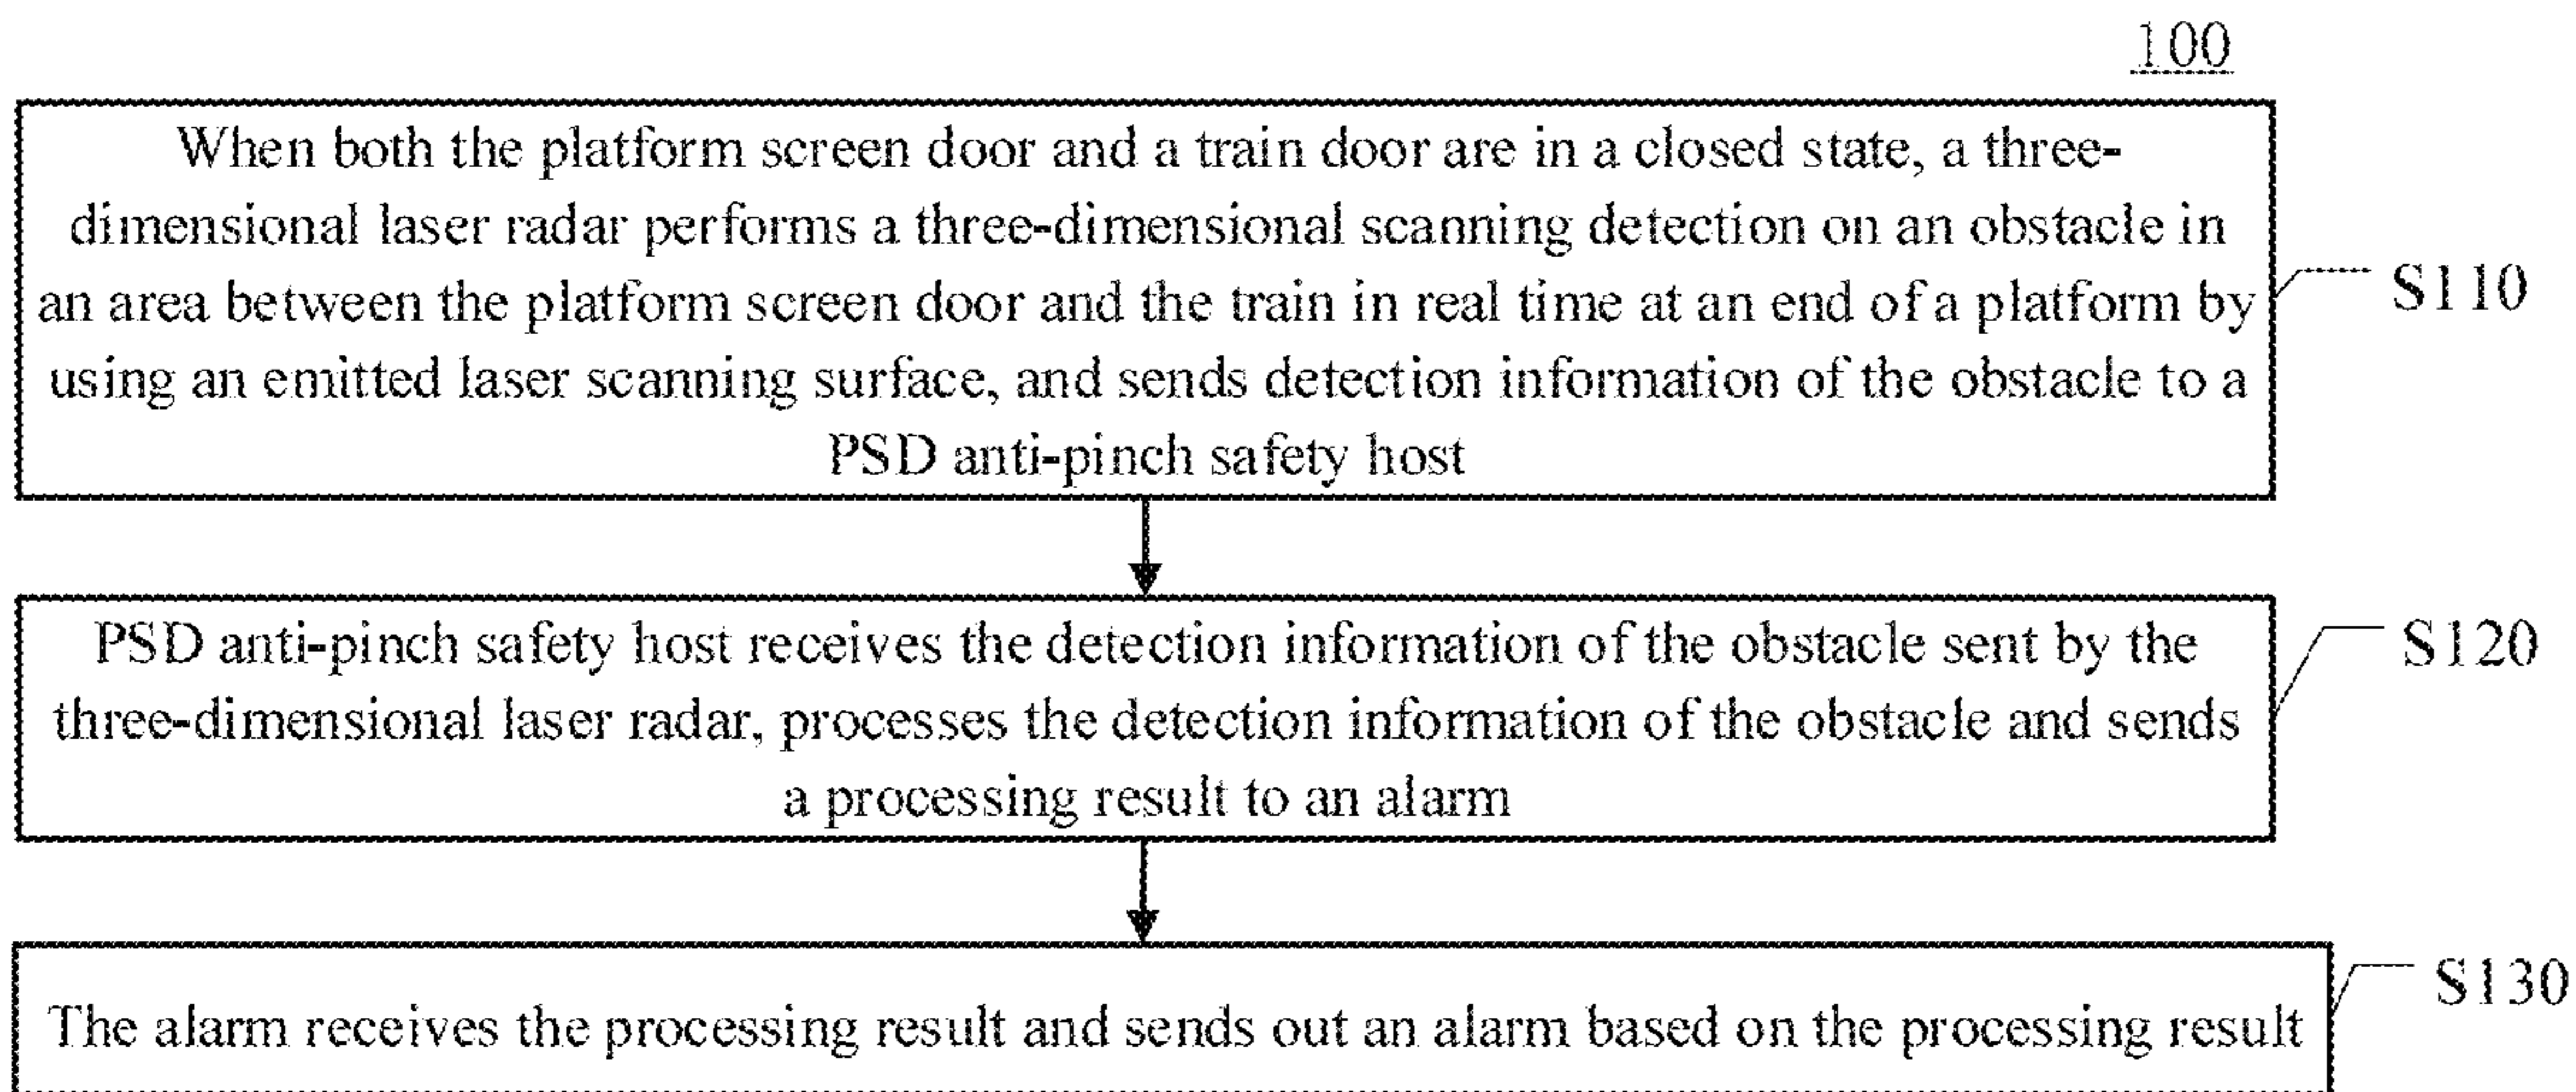 100
When both the platform screen door and a train door are in a closed state, a three-
dimensional laser radar performs a three-dimensional scanning detection on an obstacle in
an area between the platform screen door and the train in real time at an end of a platform by
using an emitted laser scanning surface, and sends detection information of the obstacle to a
PSD anti-pinch safety host
S110
PSD anti-pinch safety host receives the detection information of the obstacle sent by the
three-dimensional laser radar, processes the detection information of the obstacle and sends
a processing result to an alarm
S120
The alarm receives the processing result and sends out an alarm based on the processing result
S130